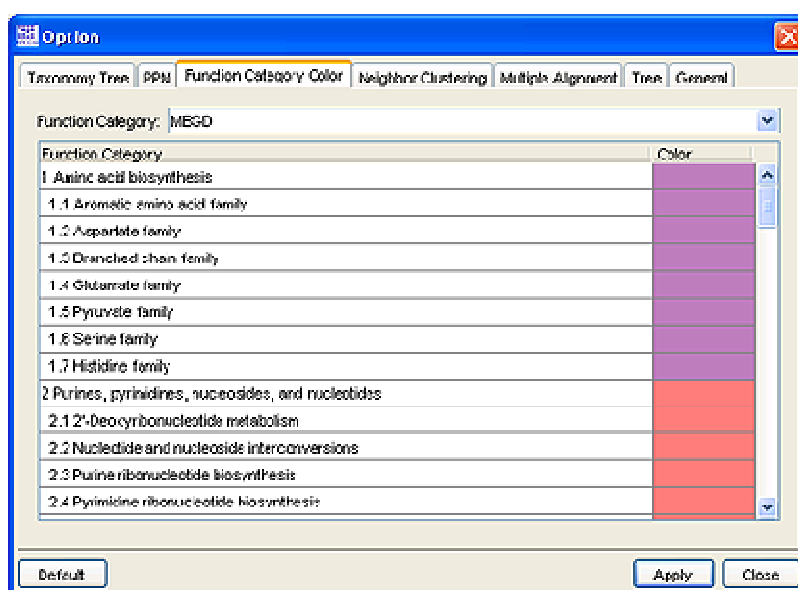 Option
Taxonomy Tree PPM Function Category Color Neighbor Clustering Multiple Alignment Tree General
Function Category: MBGD
Function Category Color
1 Amino acid biosynthesis
1.1 Aromatic amino acid family
1.2 Aspartate family
1.3 Branched chain family
1.4 Glutamate family
1.5 Pyruvate family
1.6 Serine family
1.7 Histidine family
2 Purines, pyrimidines, nucleosides, and nucleotides
2.1 2'-Deoxyribonucleotide metabolism
2.2 Nucleotide and nucleoside interconversions
2.3 Purine ribonucleotide biosynthesis
2.4 Pyrimidine ribonucleotide biosynthesis
Default Apply Close